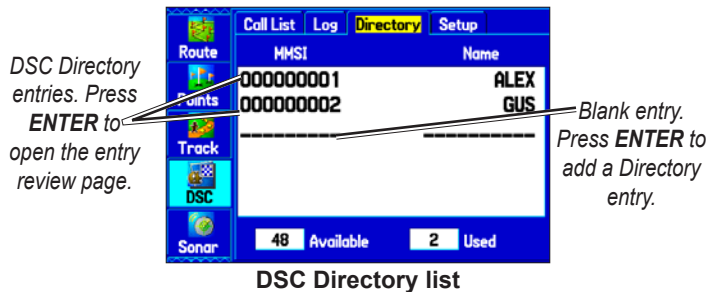 Call List Log Directory Setup
Route
Points
Track
DSC
Sonar
MMSI Name
000000001 ALEX
000000002 GUS
_________ __________
48 Available 2 Used
DSC Directory
entries. Press
ENTER to
open the entry
review page.
Blank entry.
Press ENTER to
add a Directory
entry.
DSC Directory list